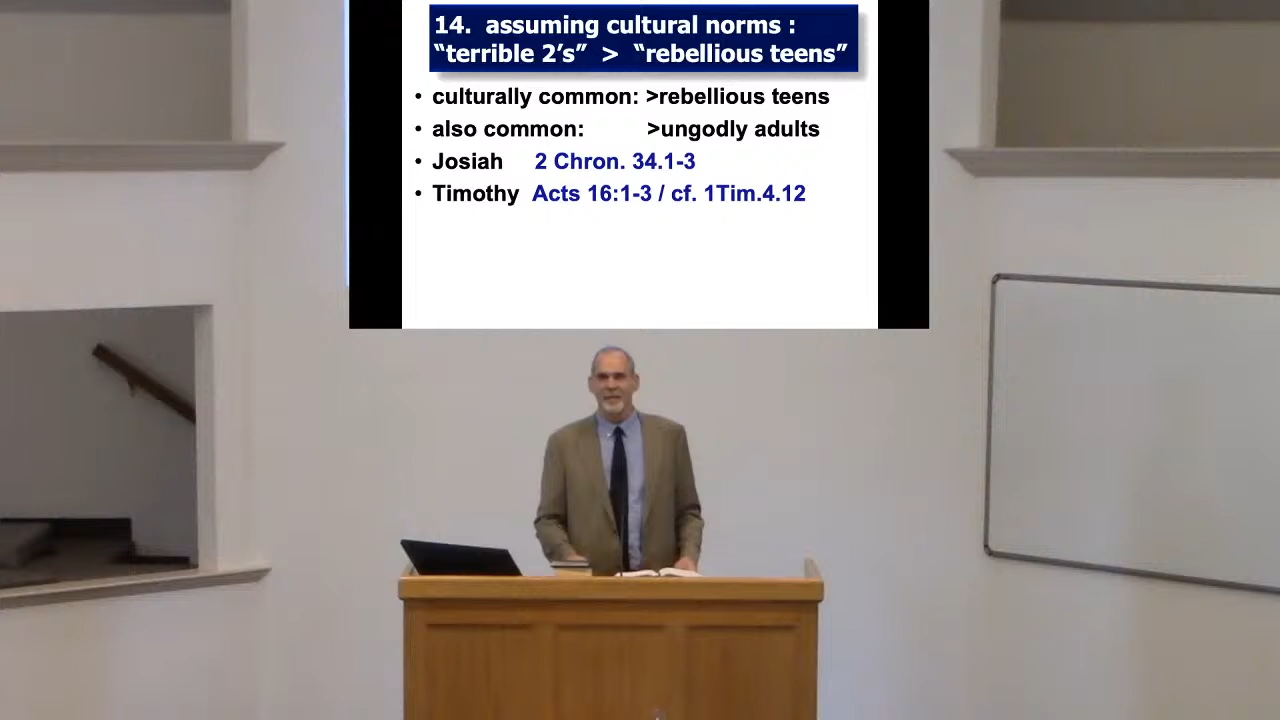 14. assuming cultural norms :
“terrible 2’s” > “rebellious teens”
• culturally common: >rebellious teens
• also common: >ungodly adults
• Josiah 2 Chron. 34.1-3
• Timothy Acts 16:1-3 / cf. 1Tim.4.12